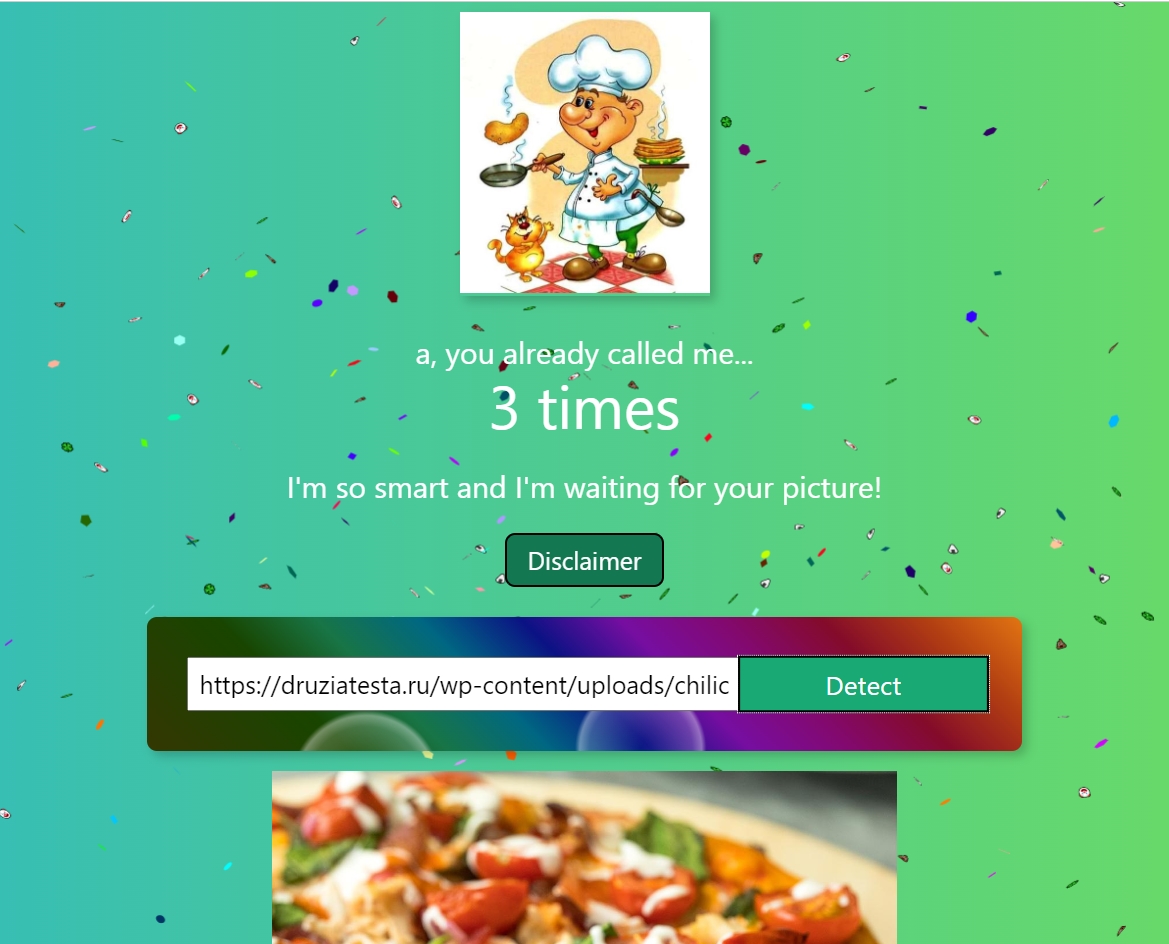 a, you already called me...
3 times
I'm so smart and I'm waiting for your picture!
Disclaimer
https://druziatesta.ru/wp-content/uploads/chilic
Detect